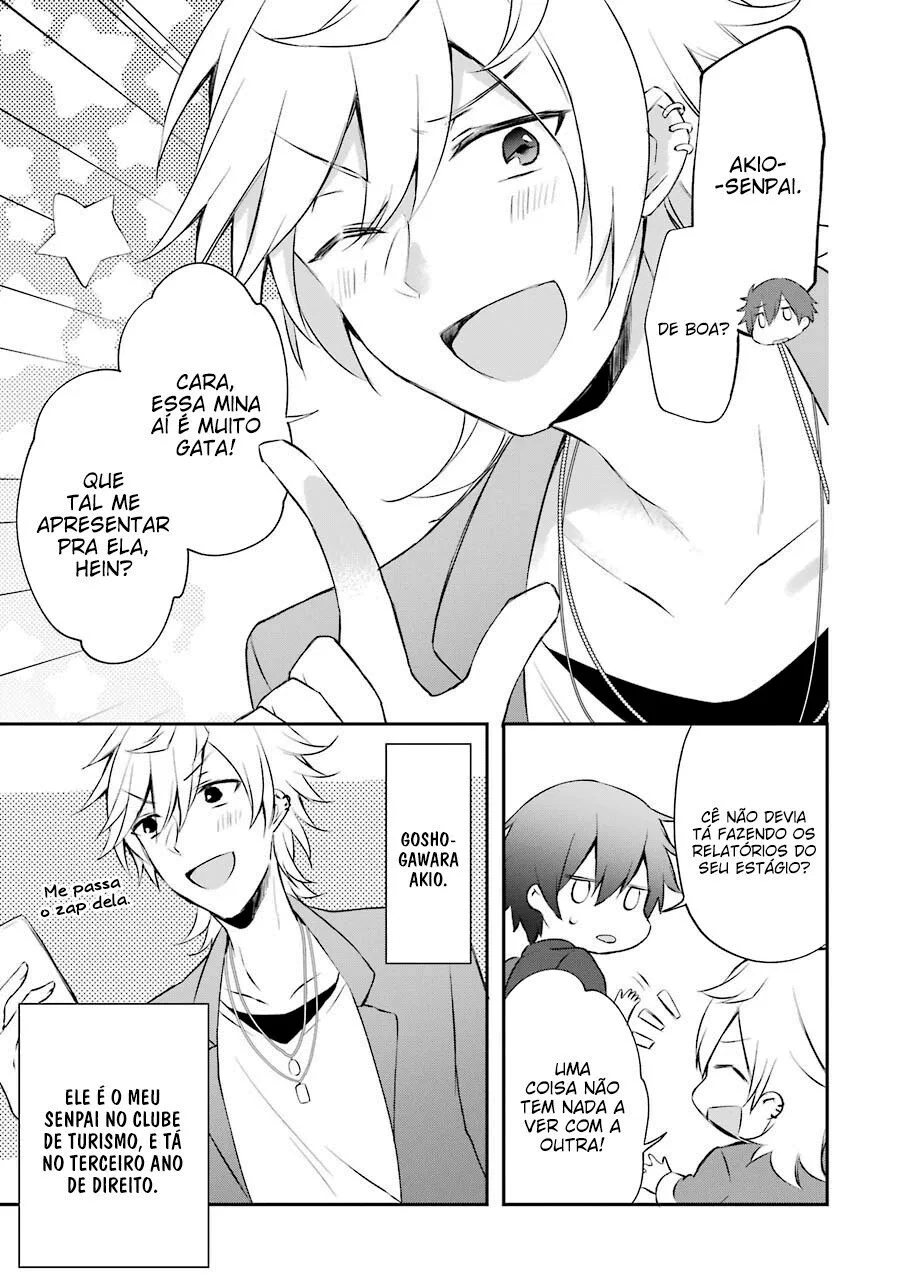 AKIO-
-SENPAI.
DE BOA?
CARA,
ESSA MINA
AÍ É MUITO
GATA!
QUE
TAL ME
APRESENTAR
PRA ELA,
HEIN?
CÊ NÃO DEVIA
TÁ FAZENDO OS
RELATÓRIOS DO
SEU ESTÁGIO?
UMA
COISA NÃO
TEM NADA A
VER COM A
OUTRA!
GOSHO-
GAWARA
AKIO.
Me passa
o zap dela.
ELE É O MEU
SENPAI NO CLUBE
DE TURISMO, E TÁ
NO TERCEIRO ANO
DE DIREITO.